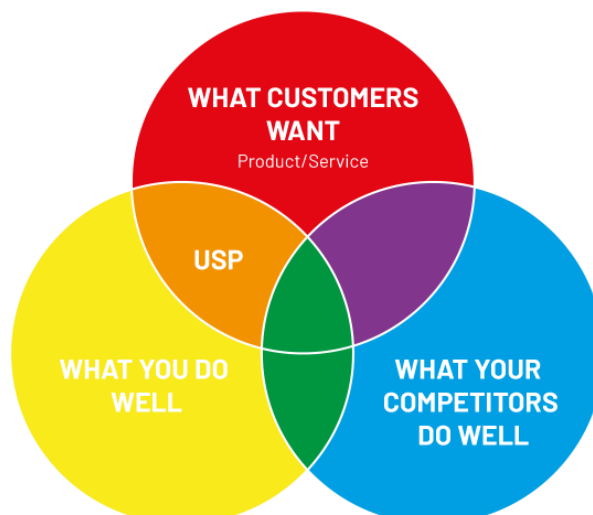 WHAT CUSTOMERS
WANT
Product/Service
USP
WHAT YOU DO
WELL
WHAT YOUR
COMPETITORS
DO WELL